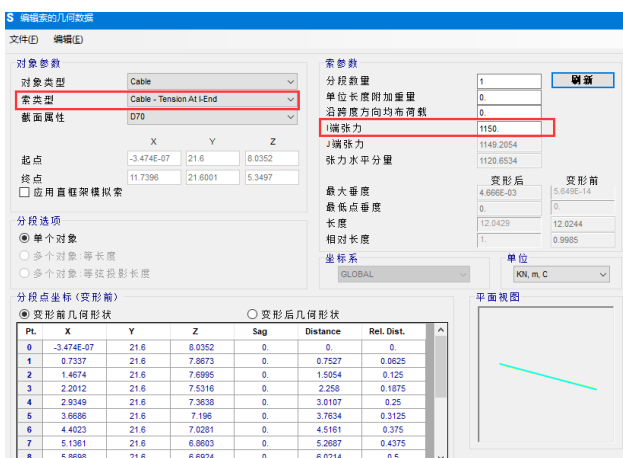 S 编辑索的几何数据
文件(F) 编辑(E)
对象参数
对象类型 Cable
索类型 Cable - Tension At I-End
截面属性 D70
X Y Z
起点 -3.474E-07 21.6 8.0352
终点 11.7396 21.6001 5.3497
应用直框架模拟索
索参数
分段数量 1 刷新
单位长度附加重量 0.
沿跨度方向均布荷载 0.
I端张力 1150.
J端张力 1149.2054
张力水平分量 1120.6534
变形后 变形前
最大垂度 4.666E-03 5.649E-14
最低点垂度 0. 0.
长度 12.0429 12.0244
相对长度 1. 0.9985
分段选项
单个对象
多个对象:等长度
多个对象:等弦投影长度
坐标系
GLOBAL
单位
KN, m, C
分段点坐标(变形前)
变形前几何形状 变形后几何形状
Pt. X Y Z Sag Distance Rel. Dist.
0 -3.474E-07 21.6 8.0352 0. 0. 0.
1 0.7337 21.6 7.8673 0. 0.7527 0.0625
2 1.4674 21.6 7.6995 0. 1.5054 0.125
3 2.2012 21.6 7.5316 0. 2.258 0.1875
4 2.9349 21.6 7.3638 0. 3.0107 0.25
5 3.6686 21.6 7.196 0. 3.7634 0.3125
6 4.4023 21.6 7.0281 0. 4.5161 0.375
7 5.1361 21.6 6.8603 0. 5.2687 0.4375
8 5.8698 21.6 6.6924 0. 6.0214 0.5
平面视图